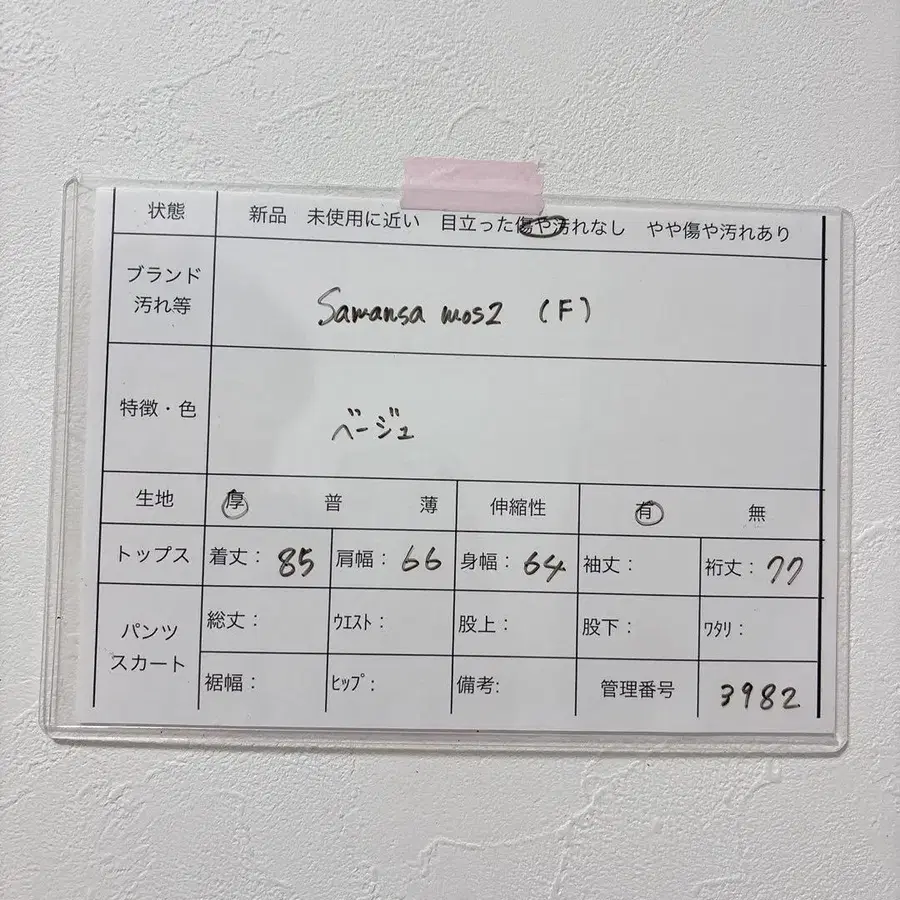 状態 新品 未使用に近い 目立った傷や汚れなし やや傷や汚れあり
ブランド
汚れ等
Samansa mos2 (F)
特徴・色 ベージュ
生地 厚 普 薄 伸縮性 有 無
トップス 着丈: 85 肩幅: 66 身幅: 64 袖丈: 裄丈: 77
パンツ
スカート
総丈: ウエスト: 股上: 股下: ワタリ:
裾幅: ヒップ: 備考: 管理番号 3982